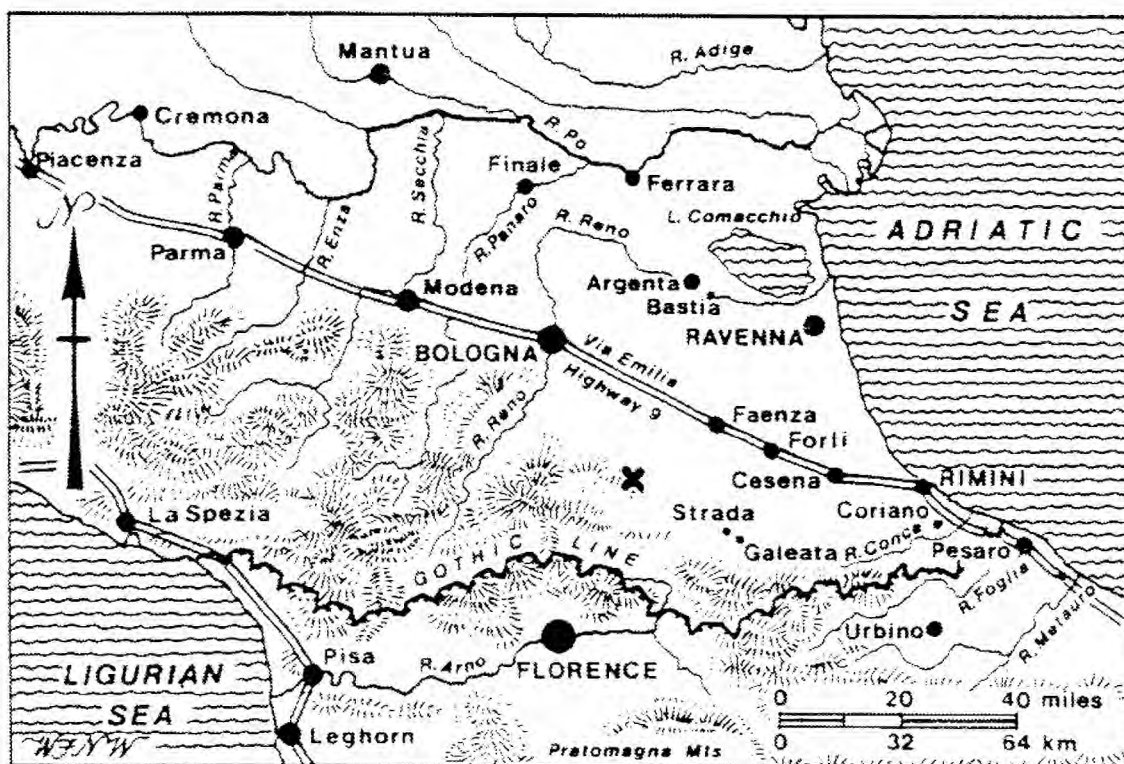 Mantua
R. Adige
Cremona
R. Po
Piacenza
R. Parma
R. Enza
R. Secchia
Finale
R. Panaro
Ferrara
R. Reno
L. Comacchio
ADRIATIC
SEA
Parma
Modena
Argenta
Bastia
RAVENNA
BOLOGNA
Via Emilia
Highway 9
R. Reno
Faenza
Forli
Cesena
RIMINI
La Spezia
Strada
Galeata
Coriano
R. Conca
Pesaro
GOTHIC LINE
R. Foglia
R. Metauro
Urbino
Pisa
R. Arno
FLORENCE
LIGURIAN
SEA
Leghorn
Pratomagna Mts
0 20 40 miles
0 32 64 km